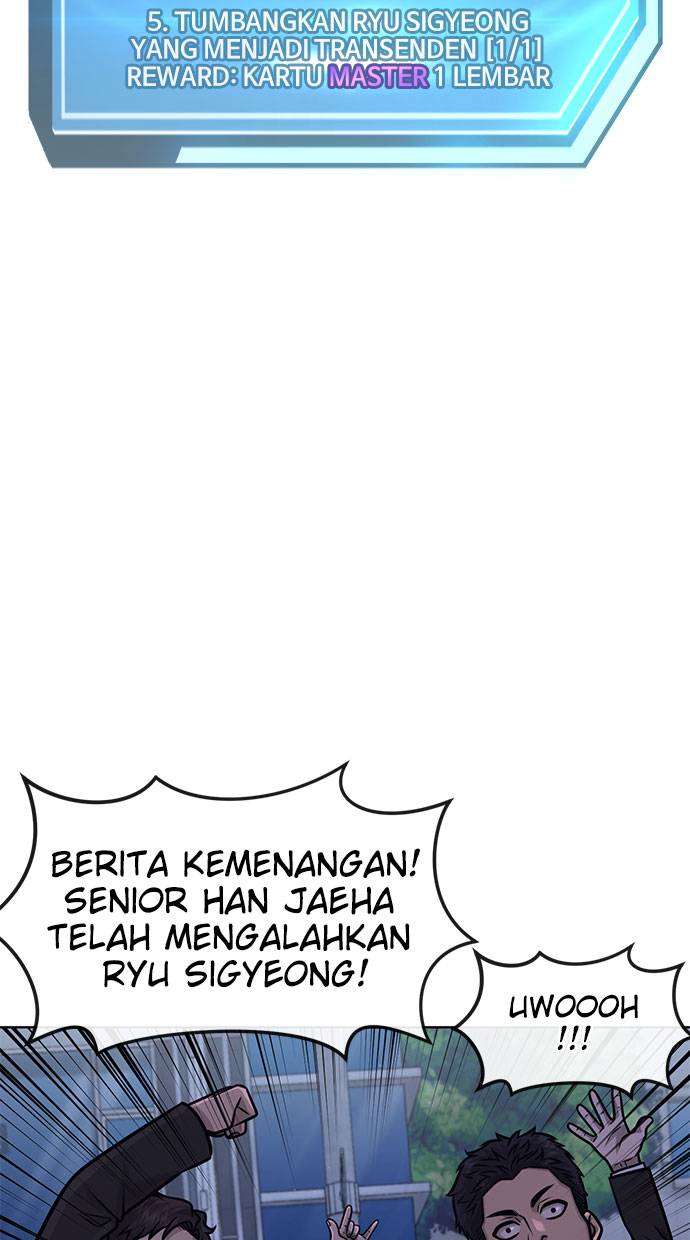 5. TUMBANGKAN RYU SIGYEONG
YANG MENJADI TRANSENDEN [1/1]
REWARD: KARTU MASTER 1 LEMBAR
BERITA KEMENANGAN!
SENIOR HAN JAEHA
TELAH MENGALAHKAN
RYU SIGYEONG!
UWOOOH
!!!